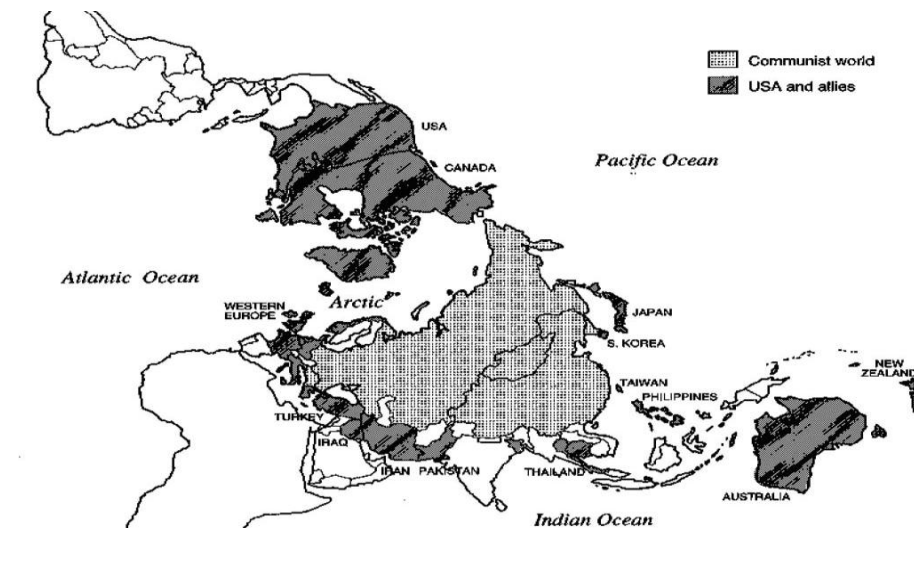 Communist world
USA and atlies
USA
Pacific Ocean
CANADA
Atlantic Ocean
Arctic
WESTERN
EUROPE
JAPAN
S. KOREA
NEW
ZEALAND
TAIWAN
PHILIPPINES
TURKEY
IRAQ
IRAN
PAKISTAN
THAILAND
AUSTRALIA
Indian Ocean